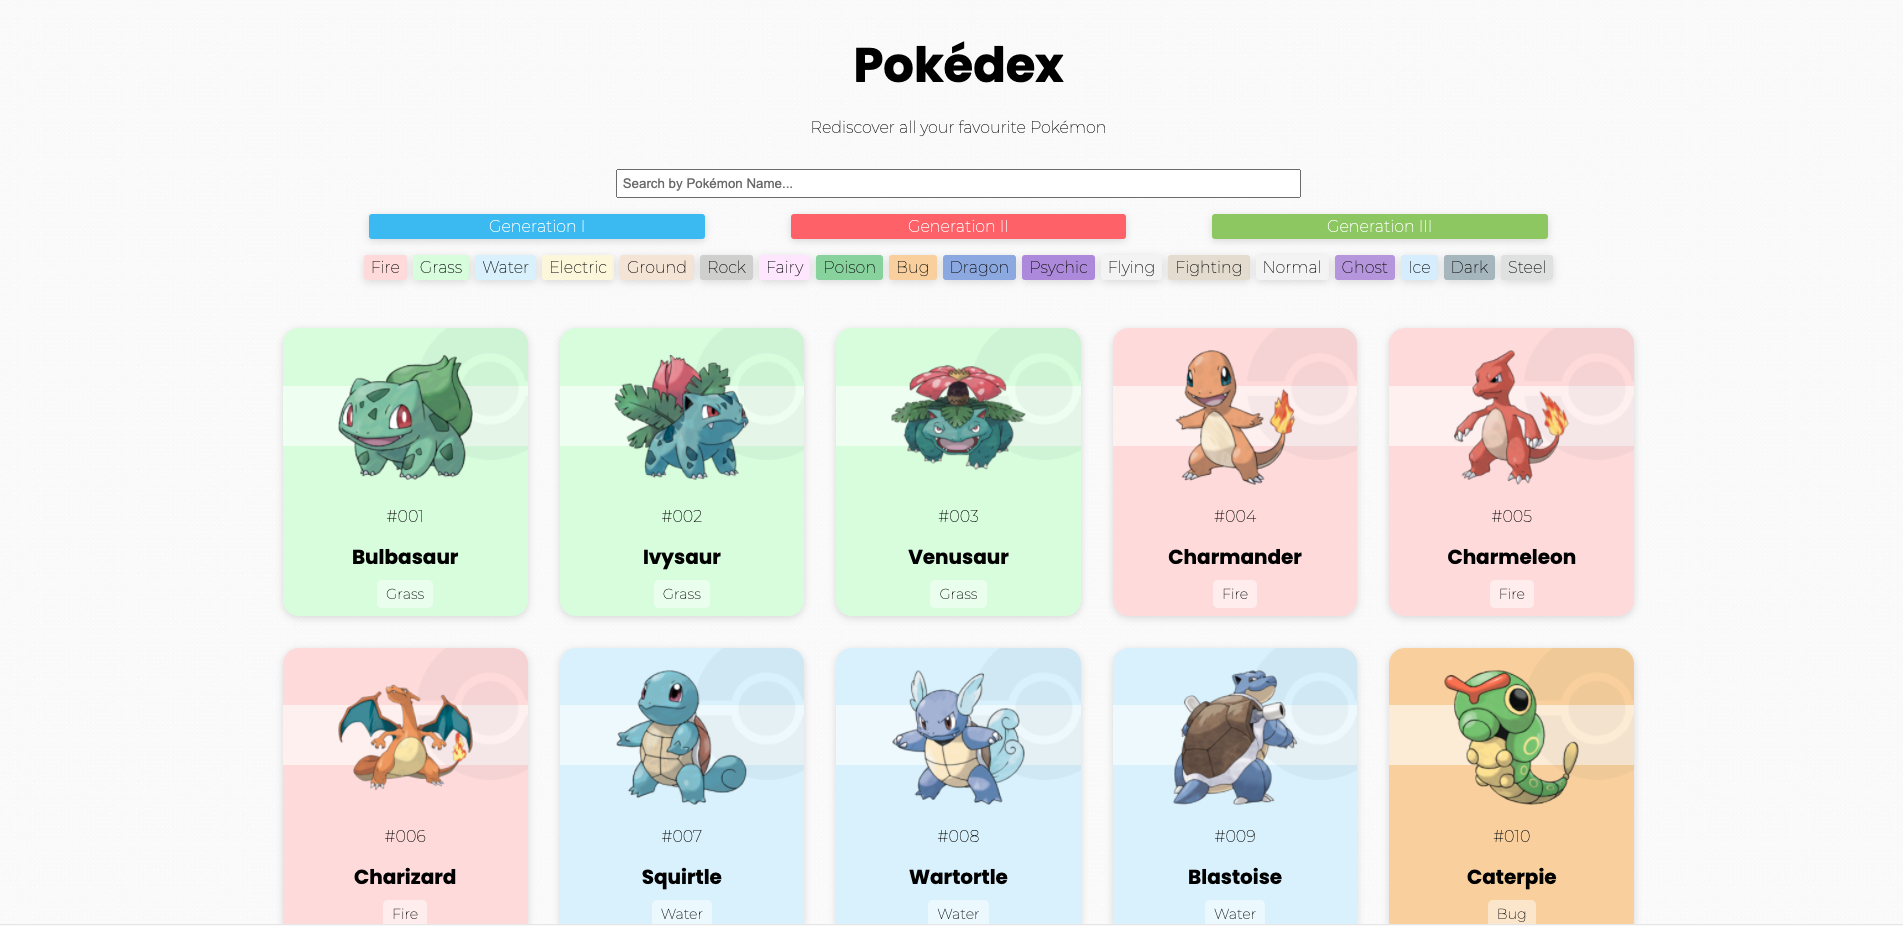 Pokédex
Rediscover all your favourite Pokémon
Search by Pokémon Name...
Generation I Generation II Generation III
Fire Grass Water Electric Ground Rock Fairy Poison Bug Dragon Psychic Flying Fighting Normal Ghost Ice Dark Steel
#001 #002 #003 #004 #005
Bulbasaur Ivysaur Venusaur Charmander Charmeleon
Grass Grass Grass Fire Fire
#006 #007 #008 #009 #010
Charizard Squirtle Wartortle Blastoise Caterpie
Fire Water Water Water Bug